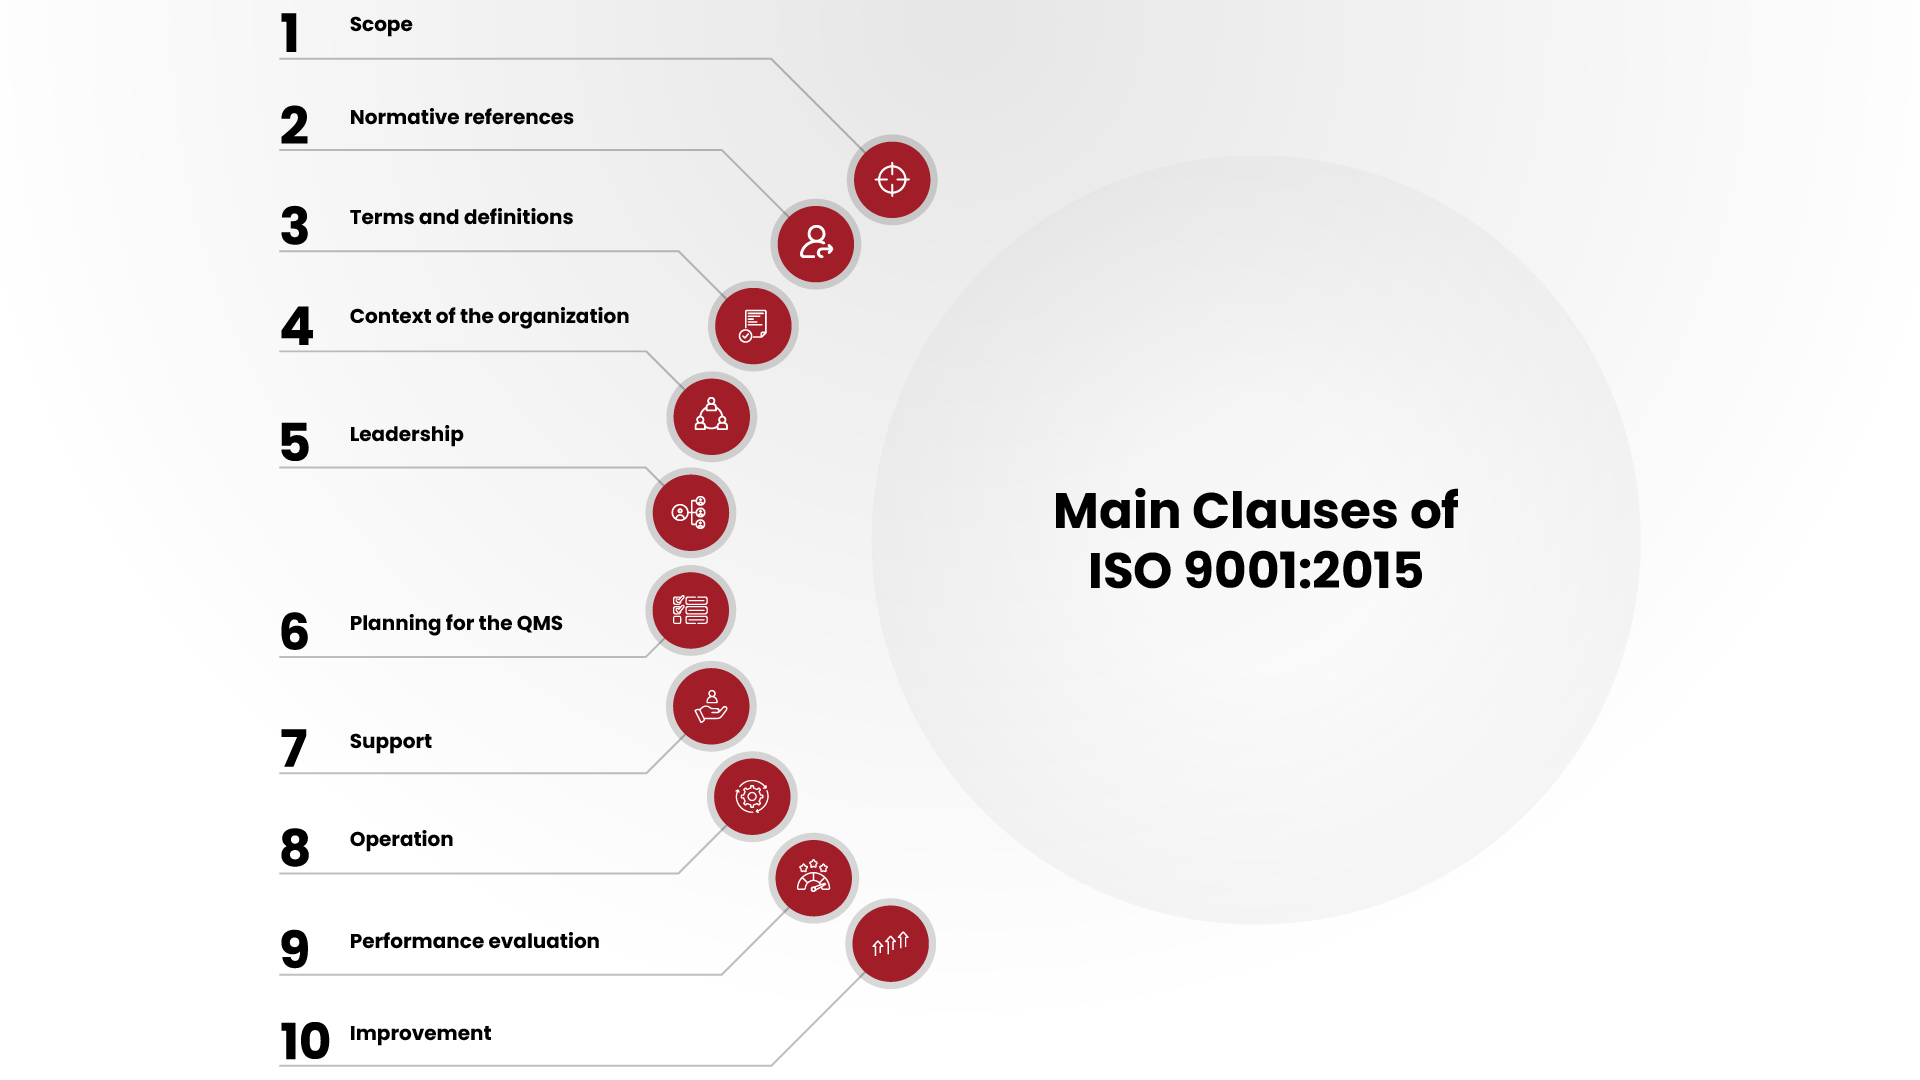 1 Scope
2 Normative references
3 Terms and definitions
4 Context of the organization
5 Leadership
6 Planning for the QMS
7 Support
8 Operation
9 Performance evaluation
10 Improvement
Main Clauses of
ISO 9001:2015